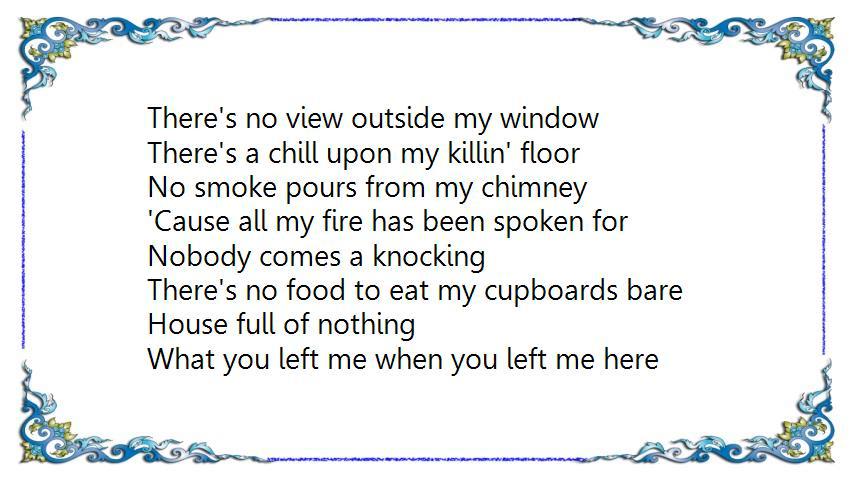 There's no view outside my window
There's a chill upon my killin' floor
No smoke pours from my chimney
'Cause all my fire has been spoken for
Nobody comes a knocking
There's no food to eat my cupboards bare
House full of nothing
What you left me when you left me here